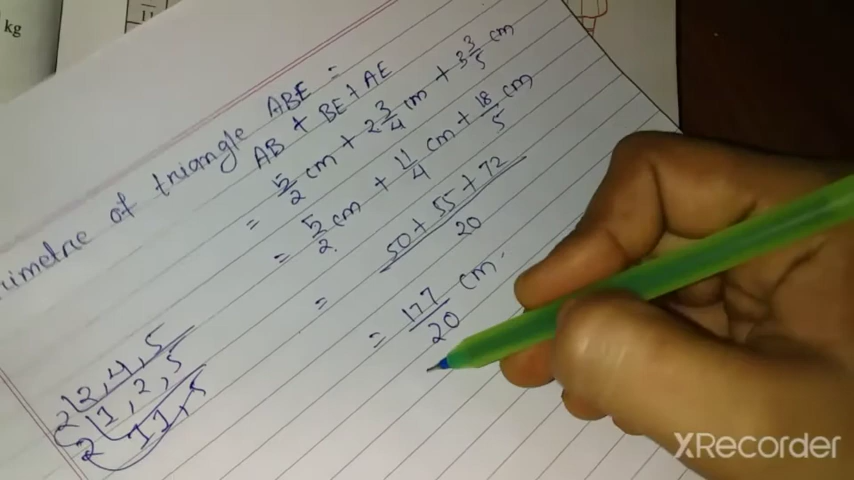 kg
11
rimetre of triangle ABE =
AB + BE + AE
= 5/2 cm + 2 3/4 cm + 3 3/5 cm
= 5/2 cm + 11/4 cm + 18/5 cm
= 50 + 55 + 72 / 20
= 177/20 cm.
2 | 2, 4, 5
2 | 1, 2, 5
1 1, 5
XRecorder